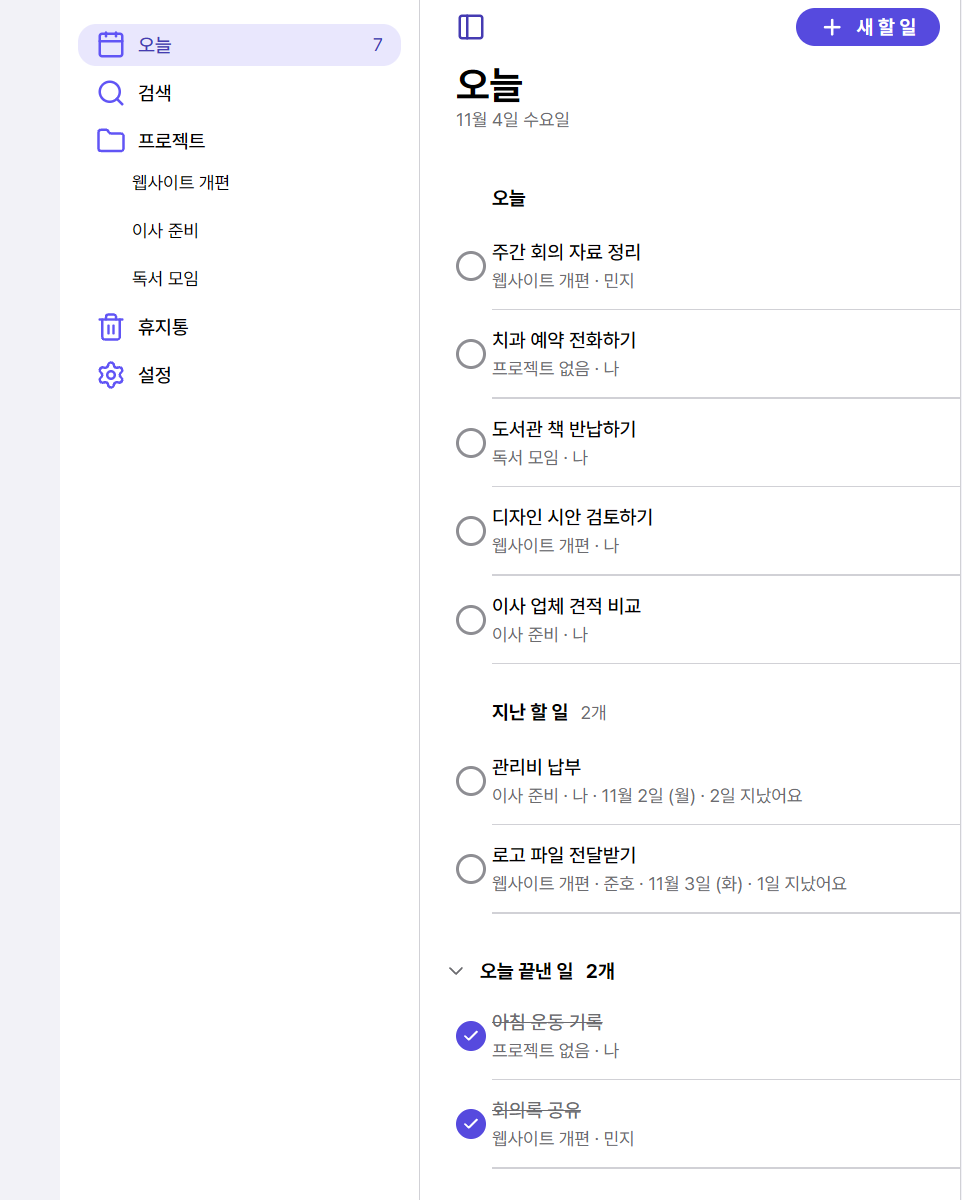 오늘 7
검색
프로젝트
웹사이트 개편
이사 준비
독서 모임
휴지통
설정
새 할 일
오늘
11월 4일 수요일
오늘
주간 회의 자료 정리
웹사이트 개편 · 민지
치과 예약 전화하기
프로젝트 없음 · 나
도서관 책 반납하기
독서 모임 · 나
디자인 시안 검토하기
웹사이트 개편 · 나
이사 업체 견적 비교
이사 준비 · 나
지난 할 일 2개
관리비 납부
이사 준비 · 나 · 11월 2일 (월) · 2일 지났어요
로고 파일 전달받기
웹사이트 개편 · 준호 · 11월 3일 (화) · 1일 지났어요
오늘 끝낸 일 2개
아침 운동 기록
프로젝트 없음 · 나
회의록 공유
웹사이트 개편 · 민지